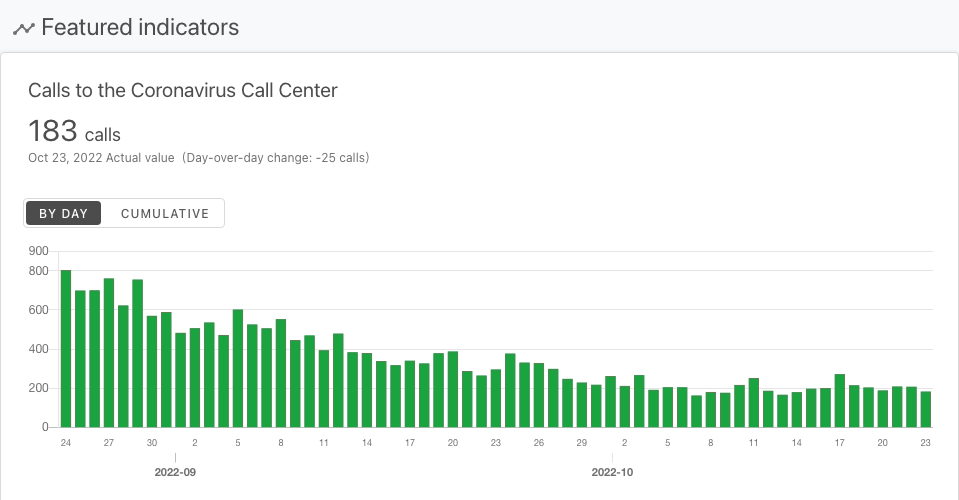 Featured indicators
Calls to the Coronavirus Call Center
183 calls
Oct 23, 2022 Actual value (Day-over-day change: -25 calls)
BY DAY CUMULATIVE
900
800
600
400
200
0
24 27 30 2 5 8 11 14 17 20 23 26 29 2 5 8 11 14 17 20 23
2022-09 2022-10